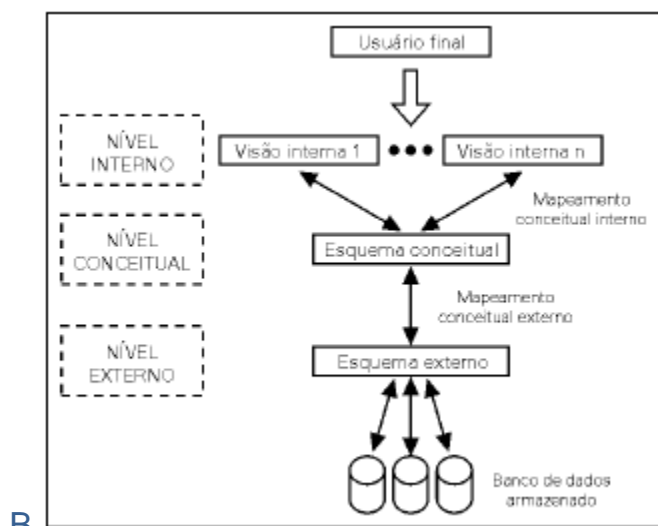 Usuário final
NÍVEL
INTERNO
Visão interna 1
Visão interna n
Mapeamento
conceitual interno
NÍVEL
CONCEITUAL
Esquema conceitual
Mapeamento
conceitual externo
NÍVEL
EXTERNO
Esquema externo
Banco de dados
armazenado
B